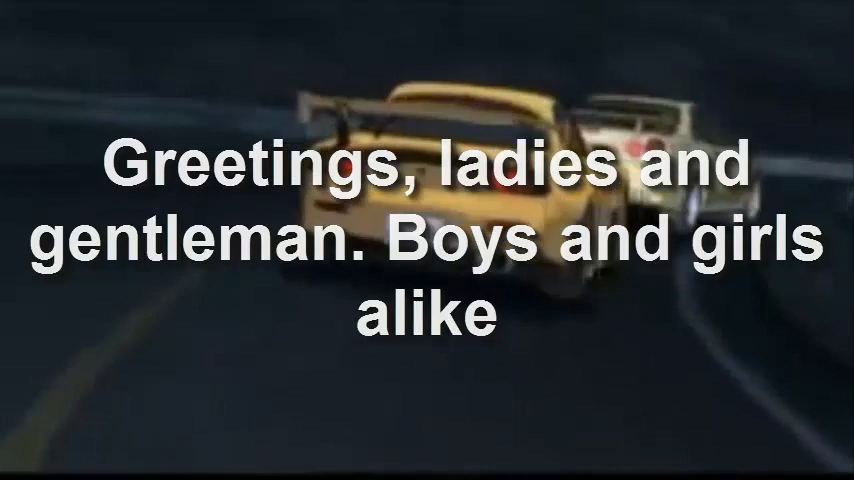 Greetings, ladies and
gentleman. Boys and girls
alike